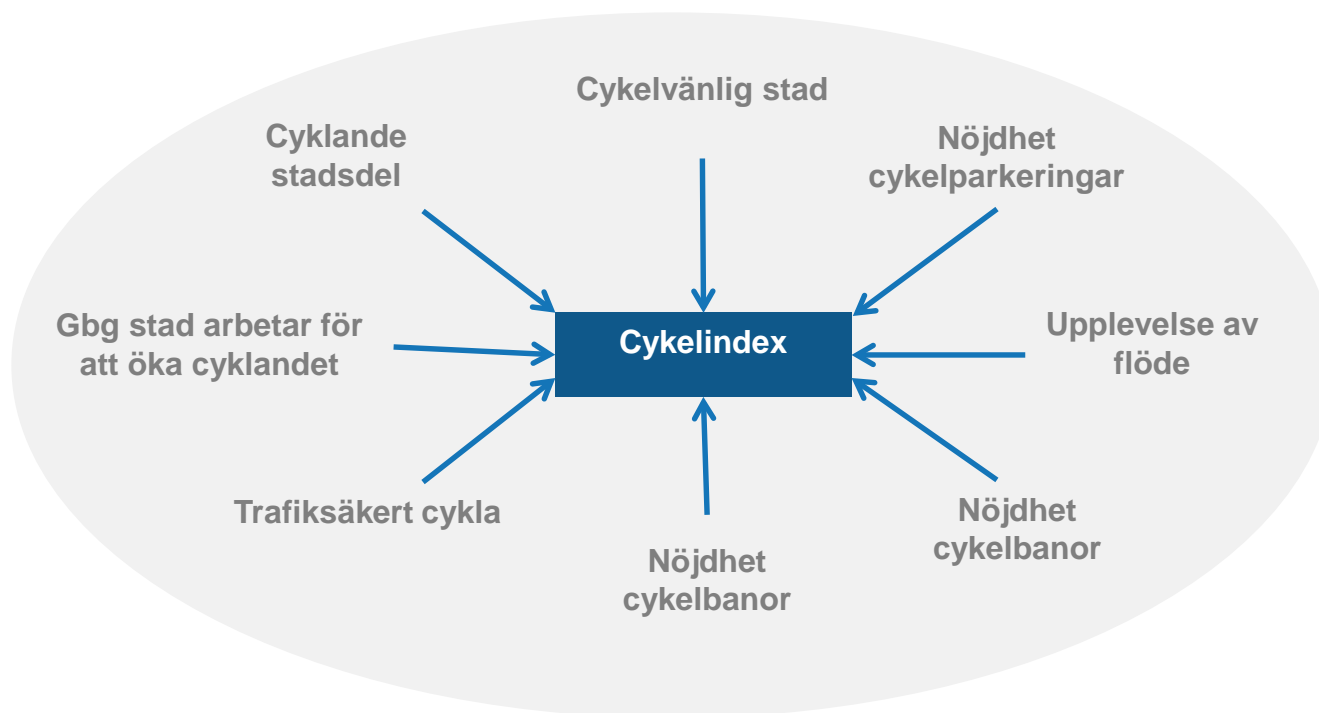 Cykelvänlig stad
Cyklande
stadsdel
Nöjdhet
cykelparkeringar
Gbg stad arbetar för
att öka cyklandet
Cykelindex
Upplevelse av
flöde
Trafiksäkert cykla
Nöjdhet
cykelbanor
Nöjdhet
cykelbanor